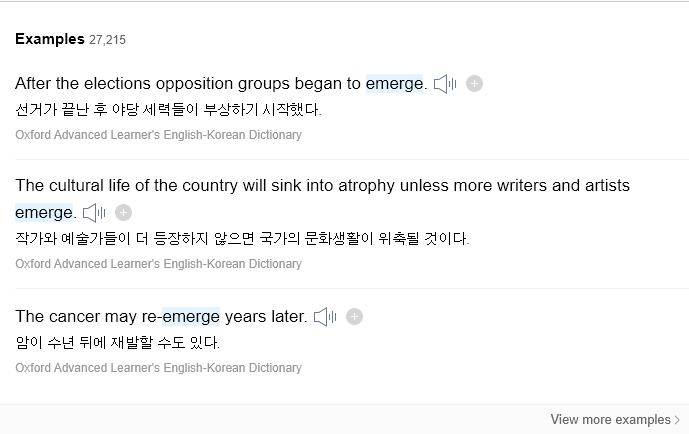 Examples 27,215
After the elections opposition groups began to emerge.
선거가 끝난 후 야당 세력들이 부상하기 시작했다.
Oxford Advanced Learner's English-Korean Dictionary
The cultural life of the country will sink into atrophy unless more writers and artists
emerge.
작가와 예술가들이 더 등장하지 않으면 국가의 문화생활이 위축될 것이다.
Oxford Advanced Learner's English-Korean Dictionary
The cancer may re-emerge years later.
암이 수년 뒤에 재발할 수도 있다.
Oxford Advanced Learner's English-Korean Dictionary
View more examples